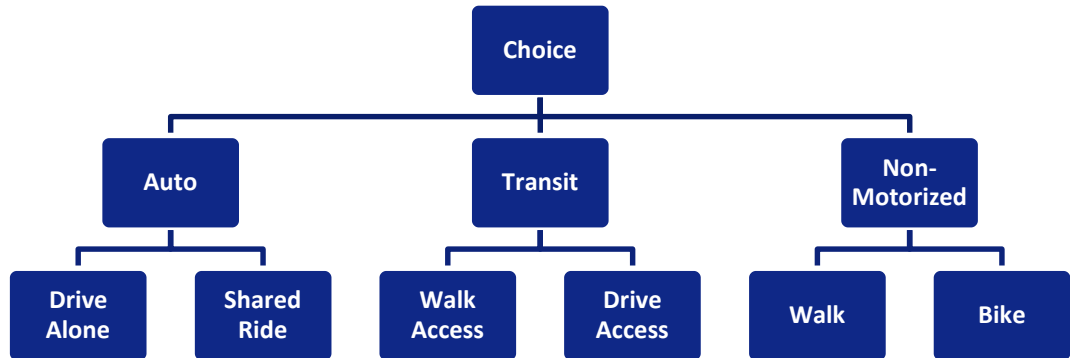 Choice
Auto
Transit
Non-
Motorized
Drive
Alone
Shared
Ride
Walk
Access
Drive
Access
Walk
Bike